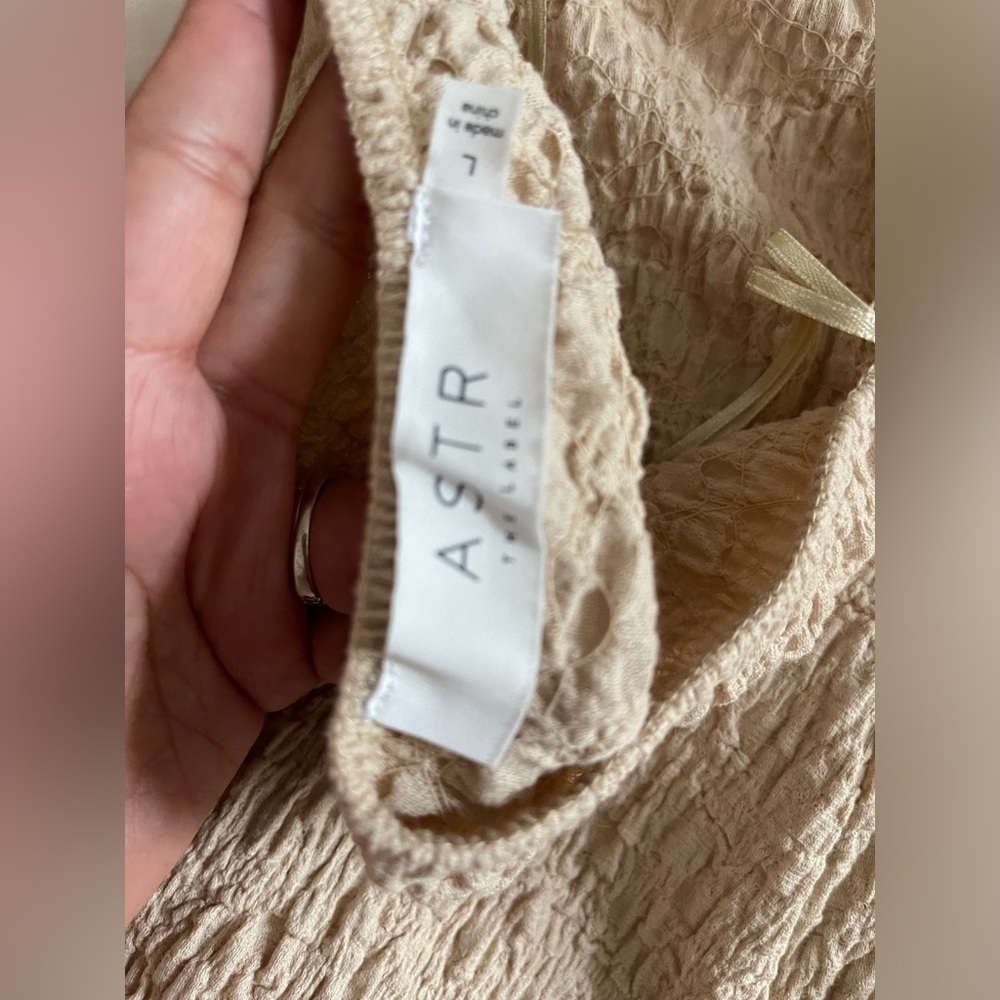 ASTR
THE LABEL
L
made in
china